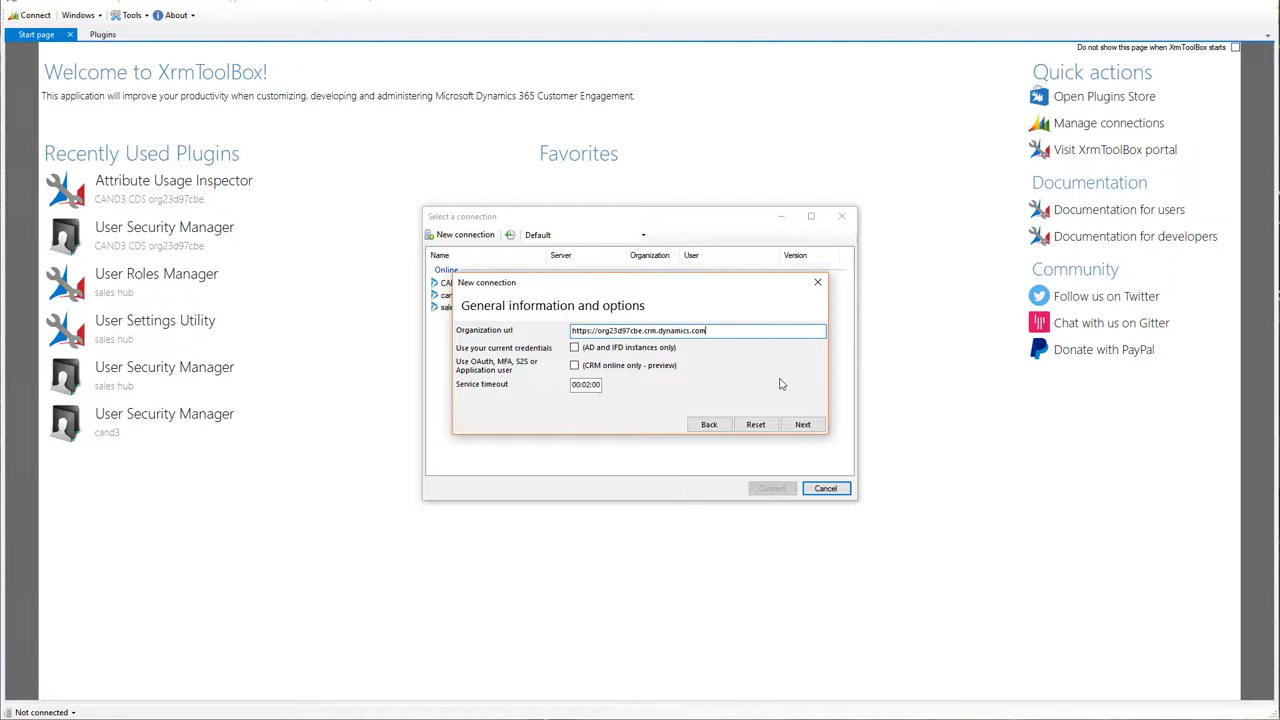 Connect Windows Tools About
Start page Plugins
Do not show this page when XrmToolBox starts
Welcome to XrmToolBox!
This application will improve your productivity when customizing, developing and administering Microsoft Dynamics 365 Customer Engagement.
Recently Used Plugins
Attribute Usage Inspector
CAND3 CDS org23d97cbe
User Security Manager
CAND3 CDS org23d97cbe
User Roles Manager
sales hub
User Settings Utility
sales hub
User Security Manager
sales hub
User Security Manager
cand3
Favorites
Select a connection
New connection Default
Name Server Organization User Version
Online
New connection
General information and options
Organization url https://org23d97cbe.crm.dynamics.com
Use your current credentials (AD and IFD instances only)
Use OAuth, MFA, S2S or
Application user (CRM online only - preview)
Service timeout 00:02:00
Back Reset Next
Connect Cancel
Quick actions
Open Plugins Store
Manage connections
Visit XrmToolBox portal
Documentation
Documentation for users
Documentation for developers
Community
Follow us on Twitter
Chat with us on Gitter
Donate with PayPal
Not connected